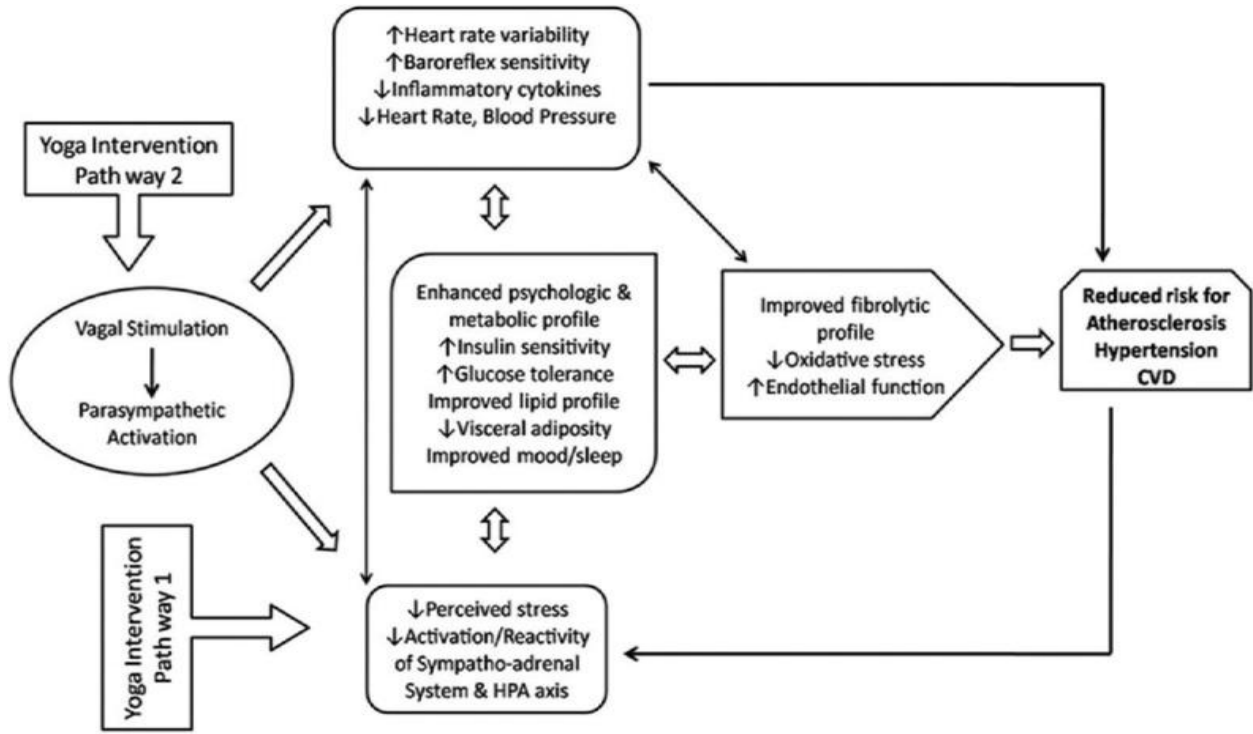 ↑Heart rate variability
↑Baroreflex sensitivity
↓Inflammatory cytokines
↓Heart Rate, Blood Pressure
Yoga Intervention
Path way 2
Vagal Stimulation
Parasympathetic
Activation
Enhanced psychologic &
metabolic profile
↑Insulin sensitivity
↑Glucose tolerance
Improved lipid profile
↓Visceral adiposity
Improved mood/sleep
Improved fibrolytic
profile
↓Oxidative stress
↑Endothelial function
Reduced risk for
Atherosclerosis
Hypertension
CVD
Yoga Intervention
Path way 1
↓Perceived stress
↓Activation/Reactivity
of Sympatho-adrenal
System & HPA axis